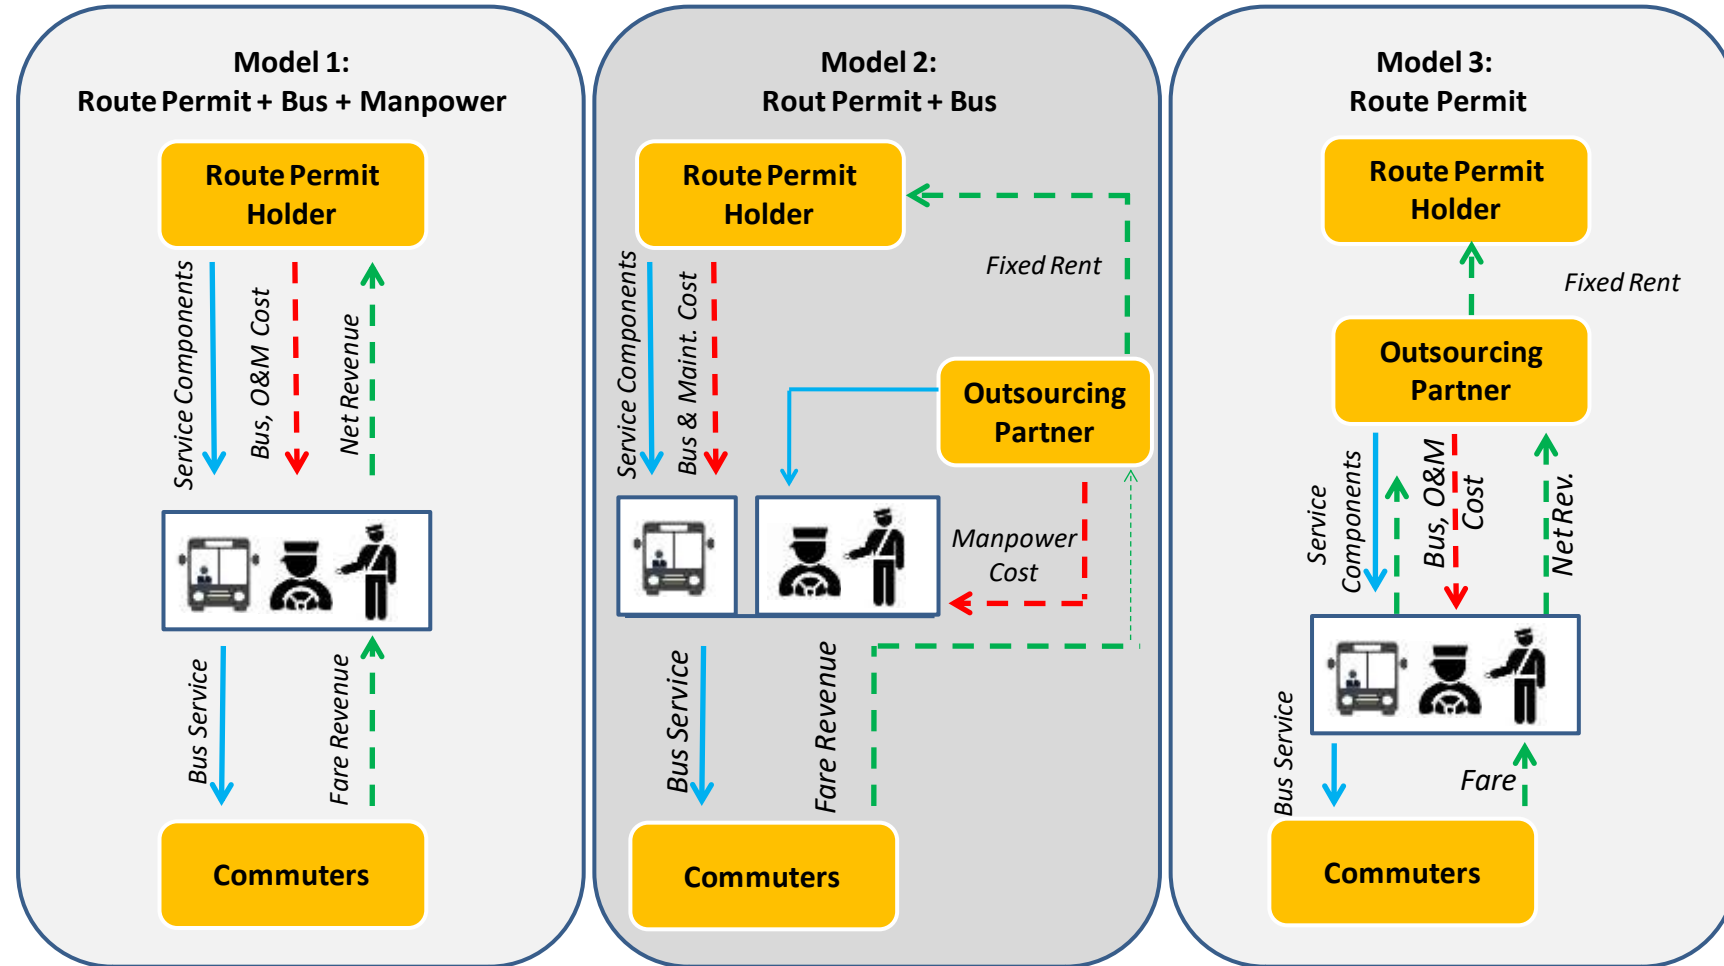 Model 1:
Route Permit + Bus + Manpower
Route Permit
Holder
Service Components
Bus, O&M Cost
Net Revenue
Bus Service
Fare Revenue
Commuters
Model 2:
Rout Permit + Bus
Route Permit
Holder
Fixed Rent
Service Components
Bus & Maint. Cost
Outsourcing
Partner
Manpower
Cost
Bus Service
Fare Revenue
Commuters
Model 3:
Route Permit
Route Permit
Holder
Fixed Rent
Outsourcing
Partner
Service
Components
Bus, O&M
Cost
Net Rev.
Bus Service
Fare
Commuters